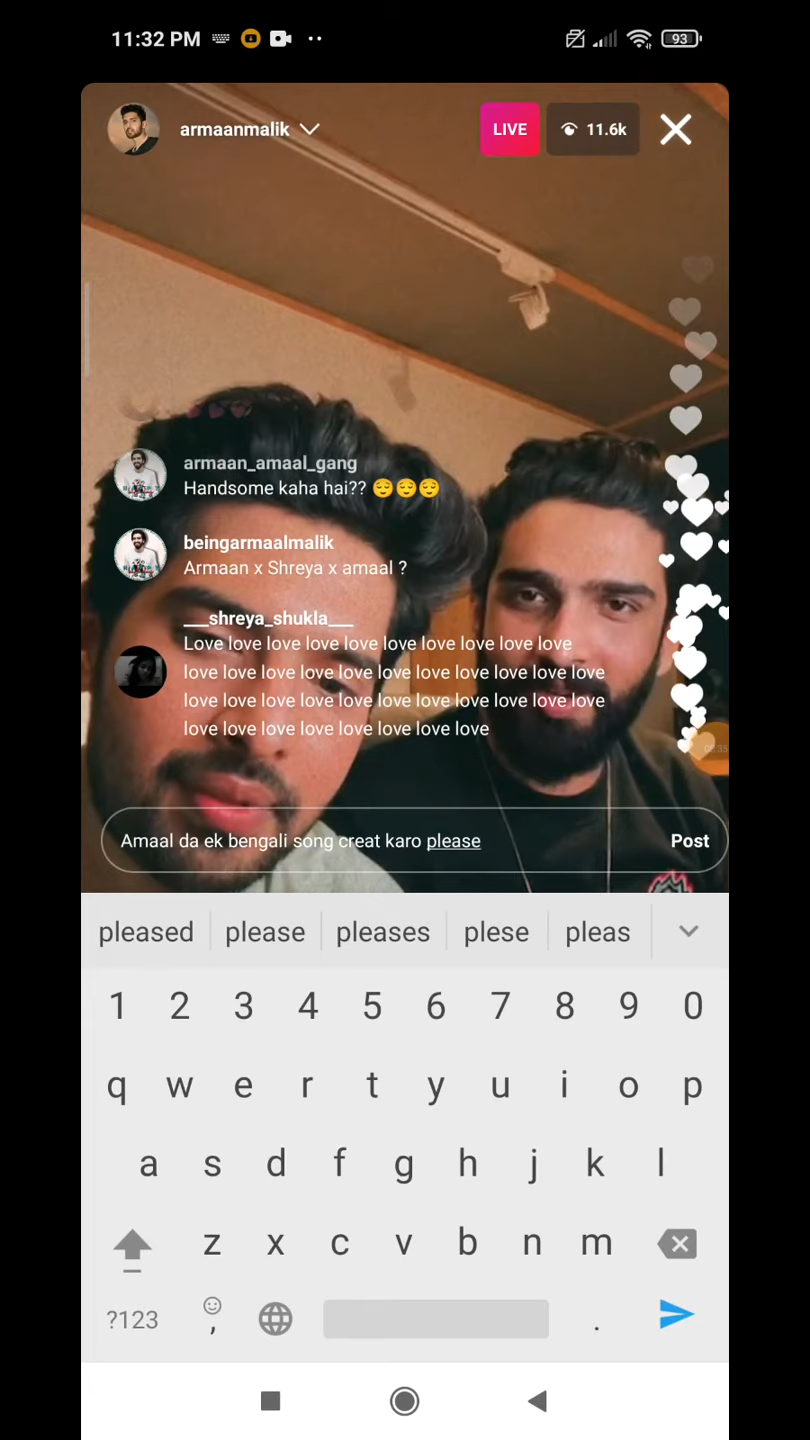 11:32 PM
93
armaanmalik
LIVE
11.6k
armaan_amaal_gang
Handsome kaha hai?? 😌😌😌
beingarmaalmalik
Armaan x Shreya x amaal ?
___shreya_shukla___
Love love love love love love love love love love
love love love love love love love love love love love
love love love love love love love love love love love
love love love love love love love love
Amaal da ek bengali song creat karo please
Post
pleased please pleases plese pleas
1 2 3 4 5 6 7 8 9 0
q w e r t y u i o p
a s d f g h j k l
z x c v b n m
?123 , .